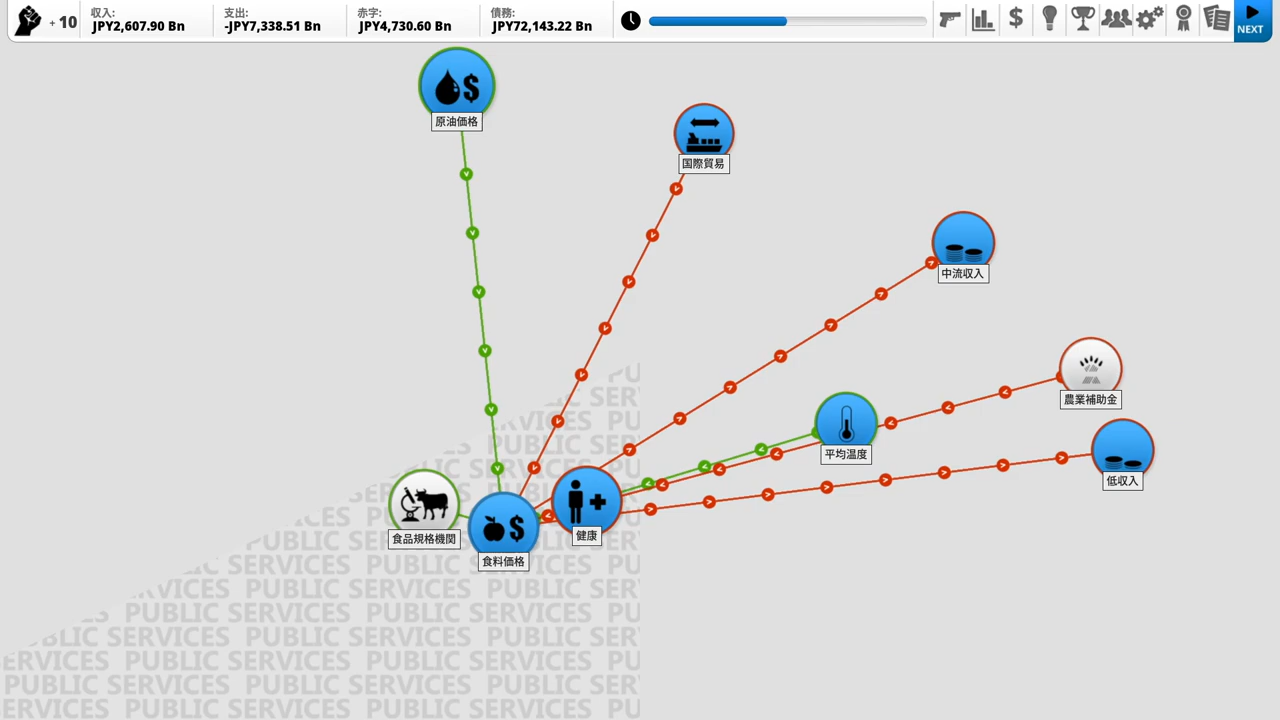 + 10
収入:
JPY2,607.90 Bn
支出:
-JPY7,338.51 Bn
赤字:
JPY4,730.60 Bn
債務:
JPY72,143.22 Bn
NEXT
原油価格
国際貿易
中流収入
農業補助金
平均温度
低収入
健康
食品規格機関
食料価格
PUBLIC SERVICES PUBLIC SERVICES PUBLIC SER